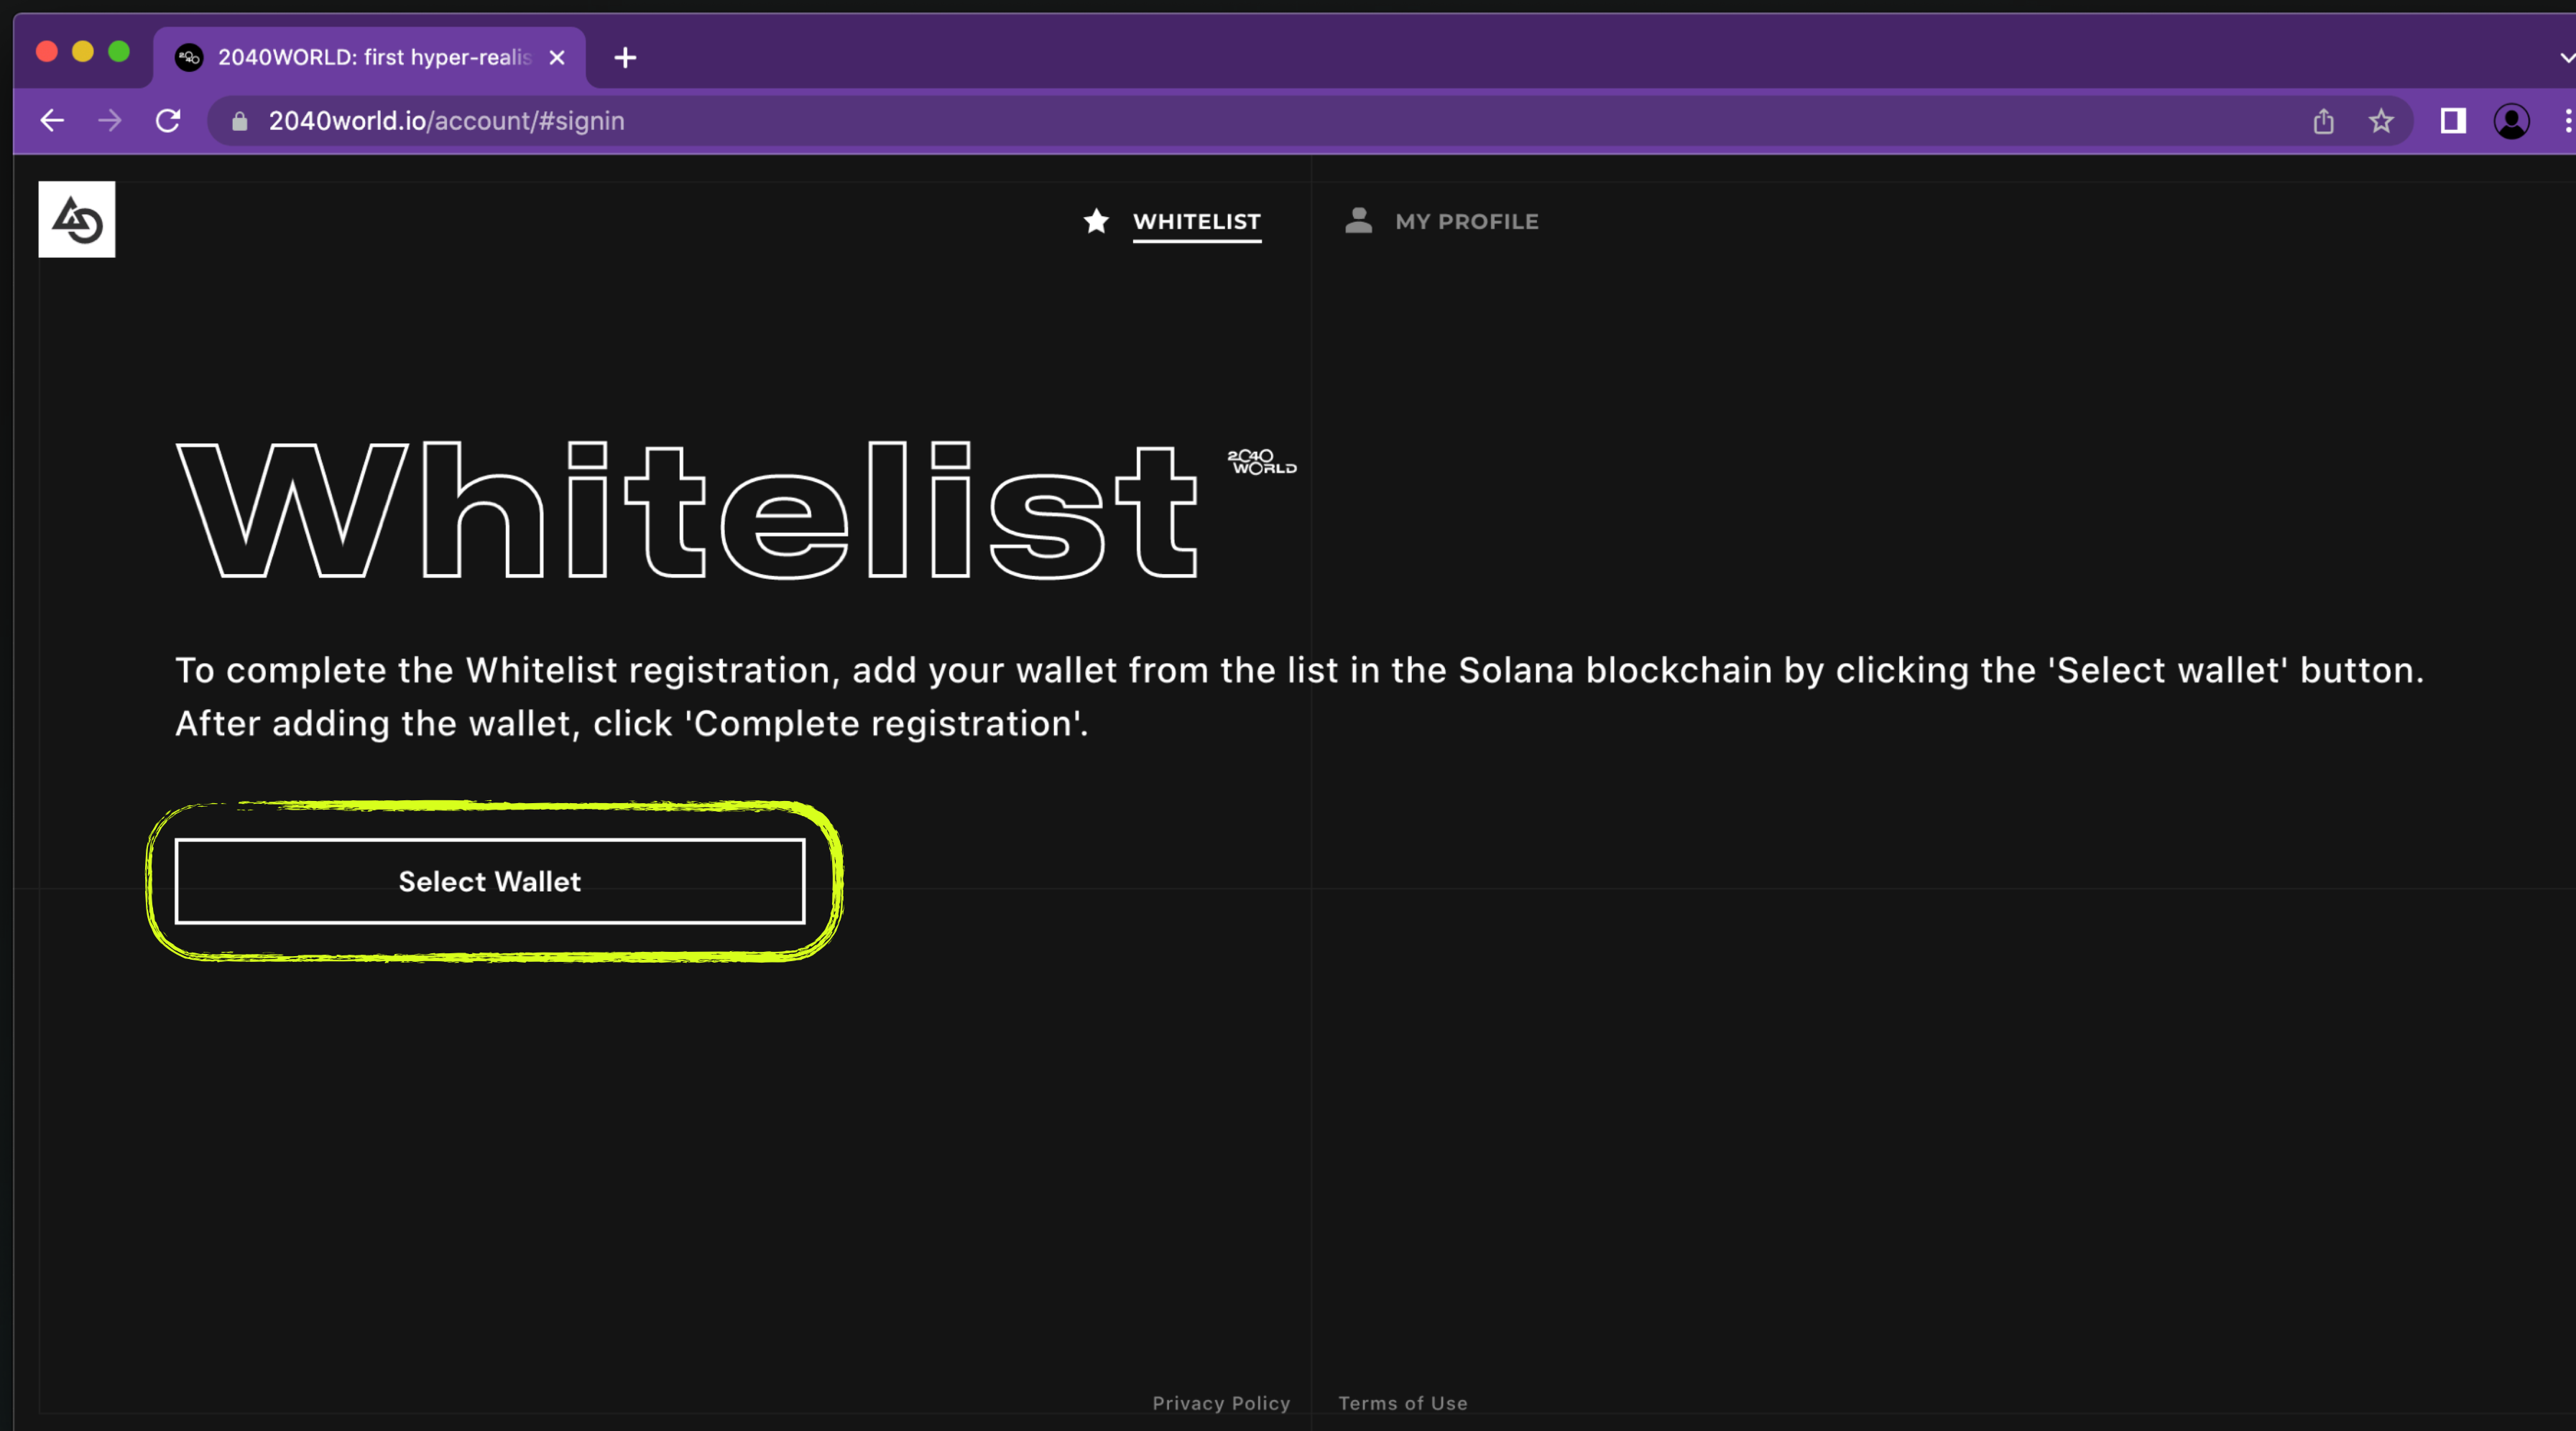 2040WORLD: first hyper-realis
2040world.io/account/#signin
WHITELIST
MY PROFILE
Whitelist
2040
WORLD
To complete the Whitelist registration, add your wallet from the list in the Solana blockchain by clicking the 'Select wallet' button.
After adding the wallet, click 'Complete registration'.
Select Wallet
Privacy Policy
Terms of Use